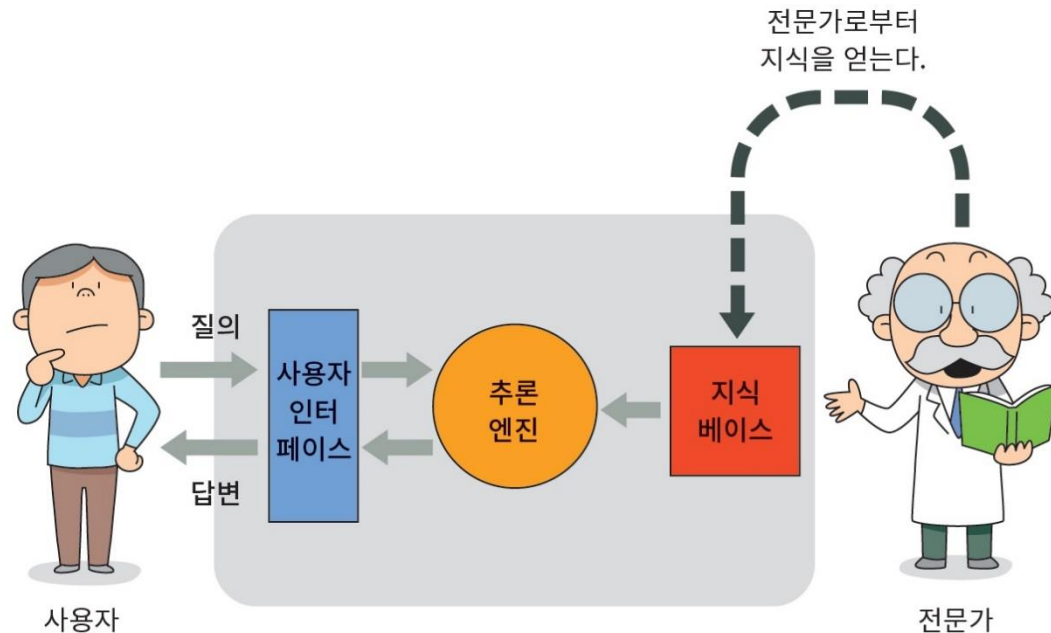 전문가로부터
지식을 얻는다.
질의
사용자
인터
페이스
추론
엔진
지식
베이스
답변
사용자
전문가